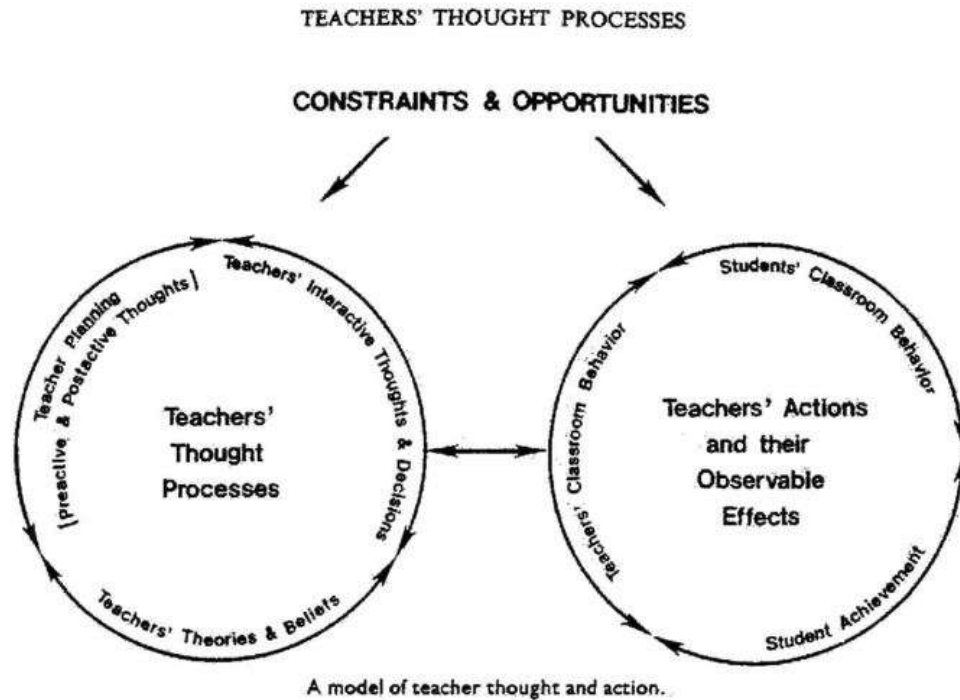 TEACHERS' THOUGHT PROCESSES
CONSTRAINTS & OPPORTUNITIES
Teacher Planning
[Preactive & Postactive Thoughts]
Teachers' Interactive Thoughts & Decisions
Teachers'
Thought
Processes
Teachers' Theories & Beliefs
Students' Classroom Behavior
Teachers' Classroom Behavior
Teachers' Actions
and their
Observable
Effects
Student Achievement
A model of teacher thought and action.